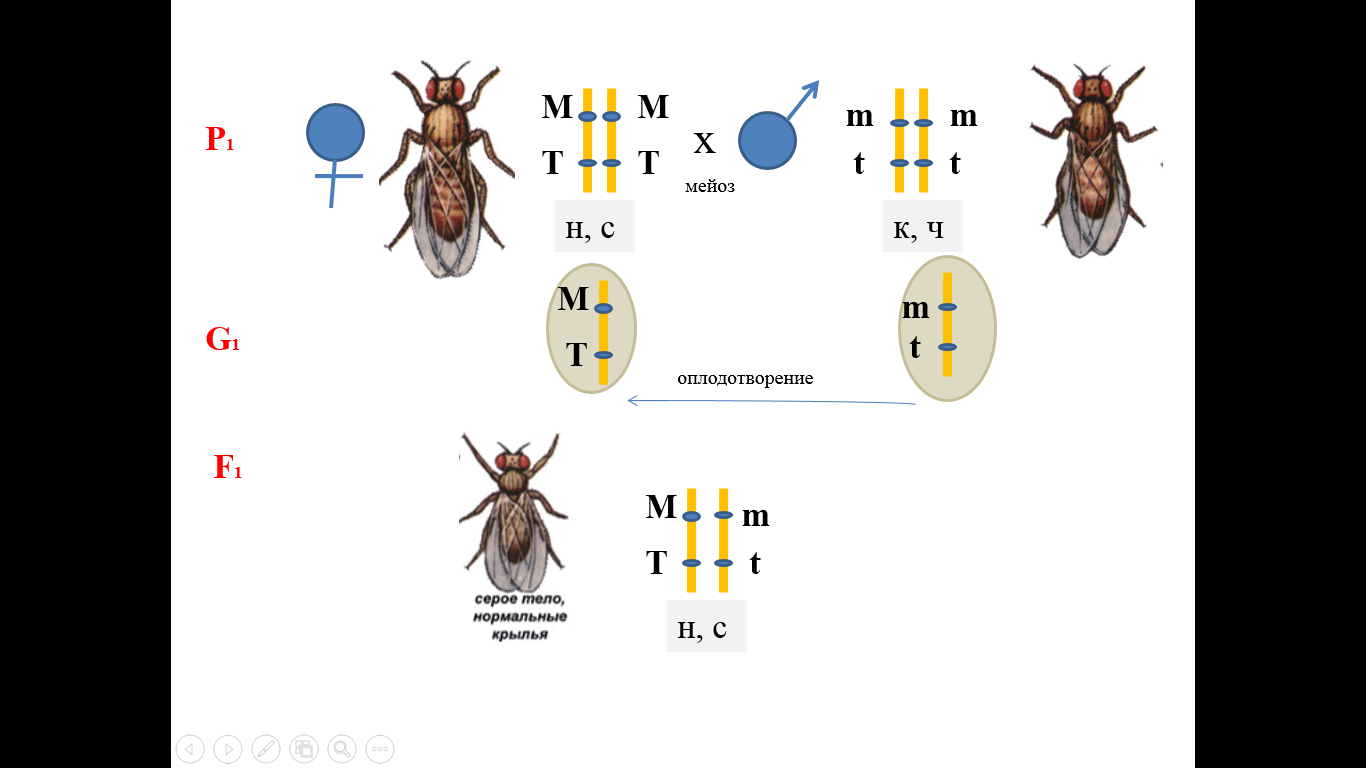 P1
M M
T T
x
мейоз
m m
t t
н, с
к, ч
G1
M
T
m
t
оплодотворение
F1
M m
T t
серое тело,
нормальные
крылья
н, с